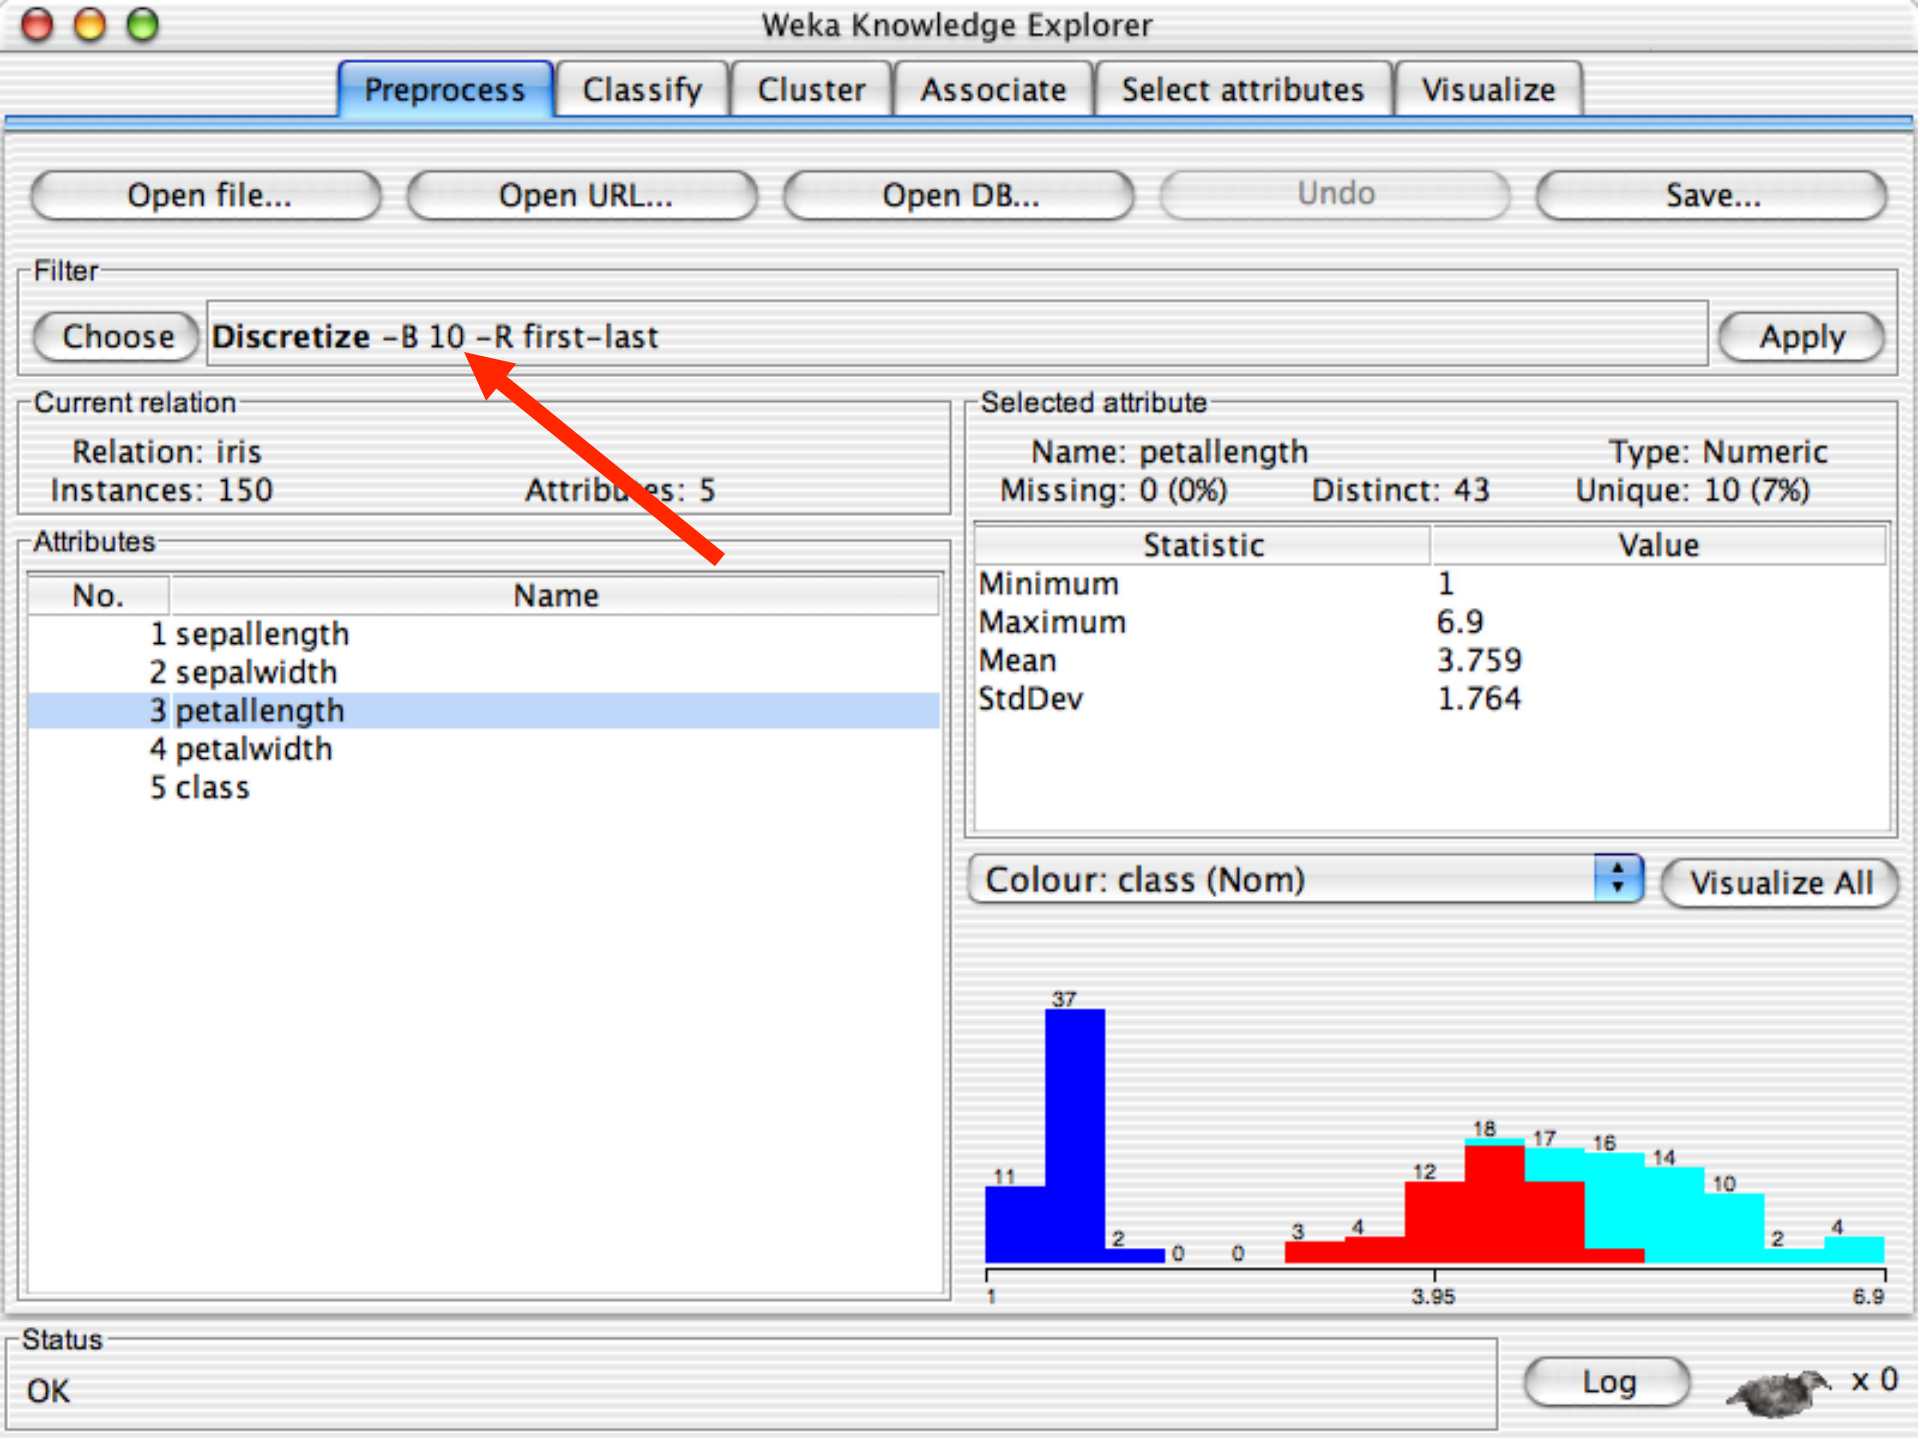 Weka Knowledge Explorer
Preprocess Classify Cluster Associate Select attributes Visualize
Open file... Open URL... Open DB... Undo Save...
Filter
Choose Discretize -B 10 -R first-last Apply
Current relation
Relation: iris
Instances: 150 Attributes: 5
Selected attribute
Name: petallength Type: Numeric
Missing: 0 (0%) Distinct: 43 Unique: 10 (7%)
Attributes
No. Name
1 sepallength
2 sepalwidth
3 petallength
4 petalwidth
5 class
Statistic Value
Minimum 1
Maximum 6.9
Mean 3.759
StdDev 1.764
Colour: class (Nom) Visualize All
11 37 2 0 0 3 4 12 18 17 16 14 10 2 4
1 3.95 6.9
Status
OK
Log x 0